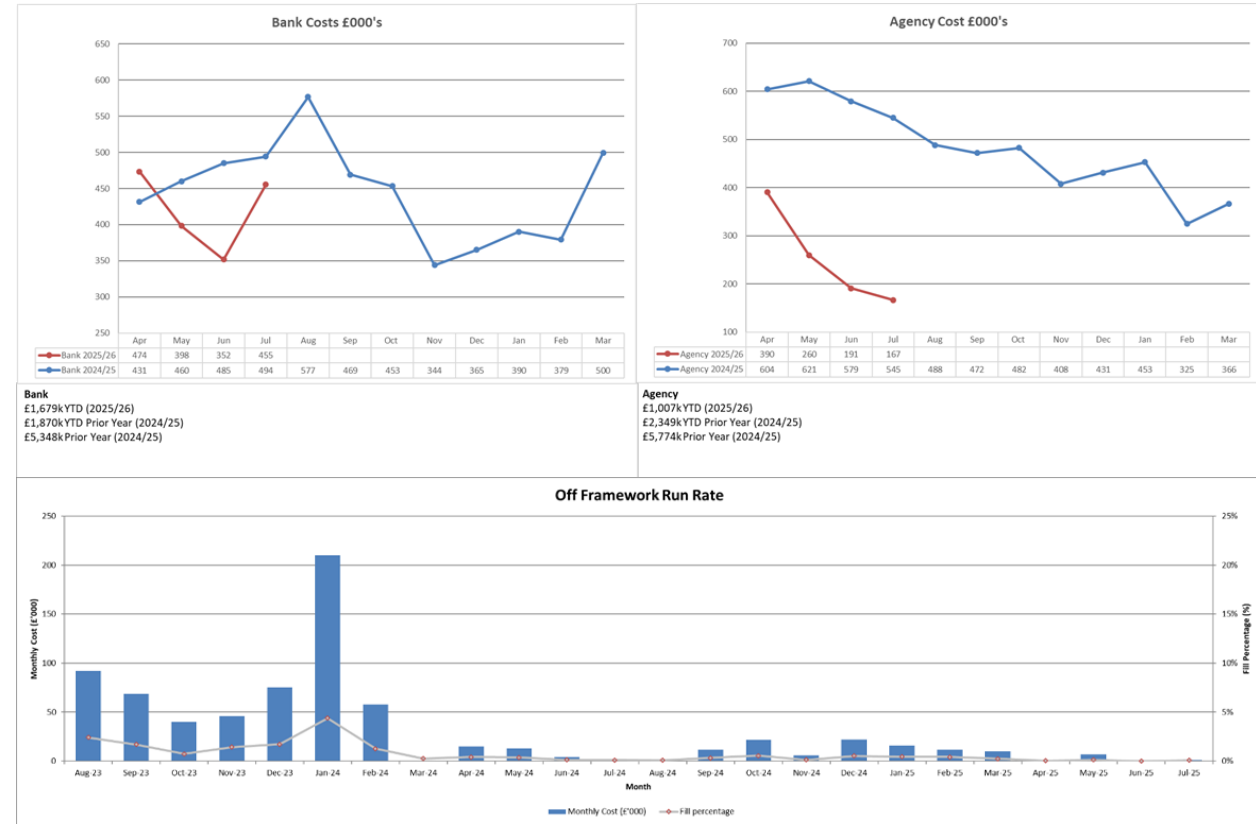 Bank Costs £000's
650
600
550
500
450
400
350
300
250
Apr May Jun Jul Aug Sep Oct Nov Dec Jan Feb Mar
Bank 2025/26 474 398 352 455
Bank 2024/25 431 460 485 494 577 469 453 344 365 390 379 500
Agency Cost £000's
700
600
500
400
300
200
100
Apr May Jun Jul Aug Sep Oct Nov Dec Jan Feb Mar
Agency 2025/26 390 260 191 167
Agency 2024/25 604 621 579 545 488 472 482 408 431 453 325 366
Bank
£1,679k YTD (2025/26)
£1,870k YTD Prior Year (2024/25)
£5,348k Prior Year (2024/25)
Agency
£1,007k YTD (2025/26)
£2,349k YTD Prior Year (2024/25)
£5,774k Prior Year (2024/25)
Off Framework Run Rate
Monthly Cost (£'000)
250
200
150
100
50
0
25%
20%
15%
10%
5%
0%
Fill Percentage (%)
Aug-23 Sep-23 Oct-23 Nov-23 Dec-23 Jan-24 Feb-24 Mar-24 Apr-24 May-24 Jun-24 Jul-24 Aug-24 Sep-24 Oct-24 Nov-24 Dec-24 Jan-25 Feb-25 Mar-25 Apr-25 May-25 Jun-25 Jul-25
Month
Monthly Cost (£'000) Fill percentage